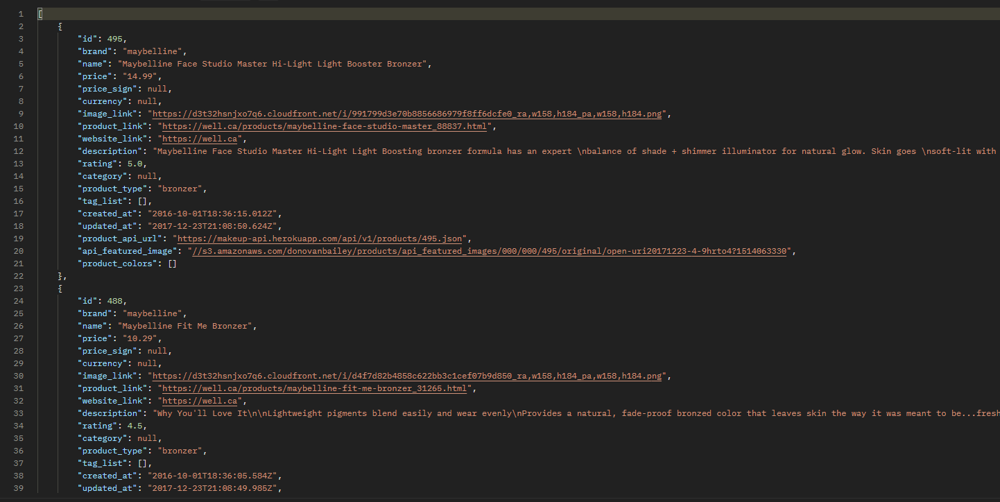 1 [
2 {
3 "id": 495,
4 "brand": "maybelline",
5 "name": "Maybelline Face Studio Master Hi-Light Light Booster Bronzer",
6 "price": "14.99",
7 "price_sign": null,
8 "currency": null,
9 "image_link": "https://d3t32hsnjxo7q6.cloudfront.net/i/991799d3e70b8856686979f8ff6dcfe0_ra,w158,h184_pa,w158,h184.png",
10 "product_link": "https://well.ca/products/maybelline-face-studio-master_88837.html",
11 "website_link": "https://well.ca",
12 "description": "Maybelline Face Studio Master Hi-Light Light Boosting bronzer formula has an expert \nbalance of shade + shimmer illuminator for natural glow. Skin goes \nsoft-lit with
13 "rating": 5.0,
14 "category": null,
15 "product_type": "bronzer",
16 "tag_list": [],
17 "created_at": "2016-10-01T18:36:15.012Z",
18 "updated_at": "2017-12-23T21:08:50.624Z",
19 "product_api_url": "https://makeup-api.herokuapp.com/api/v1/products/495.json",
20 "api_featured_image": "//s3.amazonaws.com/donovanbailey/products/api_featured_images/000/000/495/original/open-uri20171223-4-9hrto4?1514063330",
21 "product_colors": []
22 },
23 {
24 "id": 488,
25 "brand": "maybelline",
26 "name": "Maybelline Fit Me Bronzer",
27 "price": "10.29",
28 "price_sign": null,
29 "currency": null,
30 "image_link": "https://d3t32hsnjxo7q6.cloudfront.net/i/d4f7d82b4858c622bb3c1cef07b9d850_ra,w158,h184_pa,w158,h184.png",
31 "product_link": "https://well.ca/products/maybelline-fit-me-bronzer_31265.html",
32 "website_link": "https://well.ca",
33 "description": "Why You'll Love It\n\nLightweight pigments blend easily and wear evenly\nProvides a natural, fade-proof bronzed color that leaves skin the way it was meant to be...fresh
34 "rating": 4.5,
35 "category": null,
36 "product_type": "bronzer",
37 "tag_list": [],
38 "created_at": "2016-10-01T18:36:05.584Z",
39 "updated_at": "2017-12-23T21:08:49.985Z",